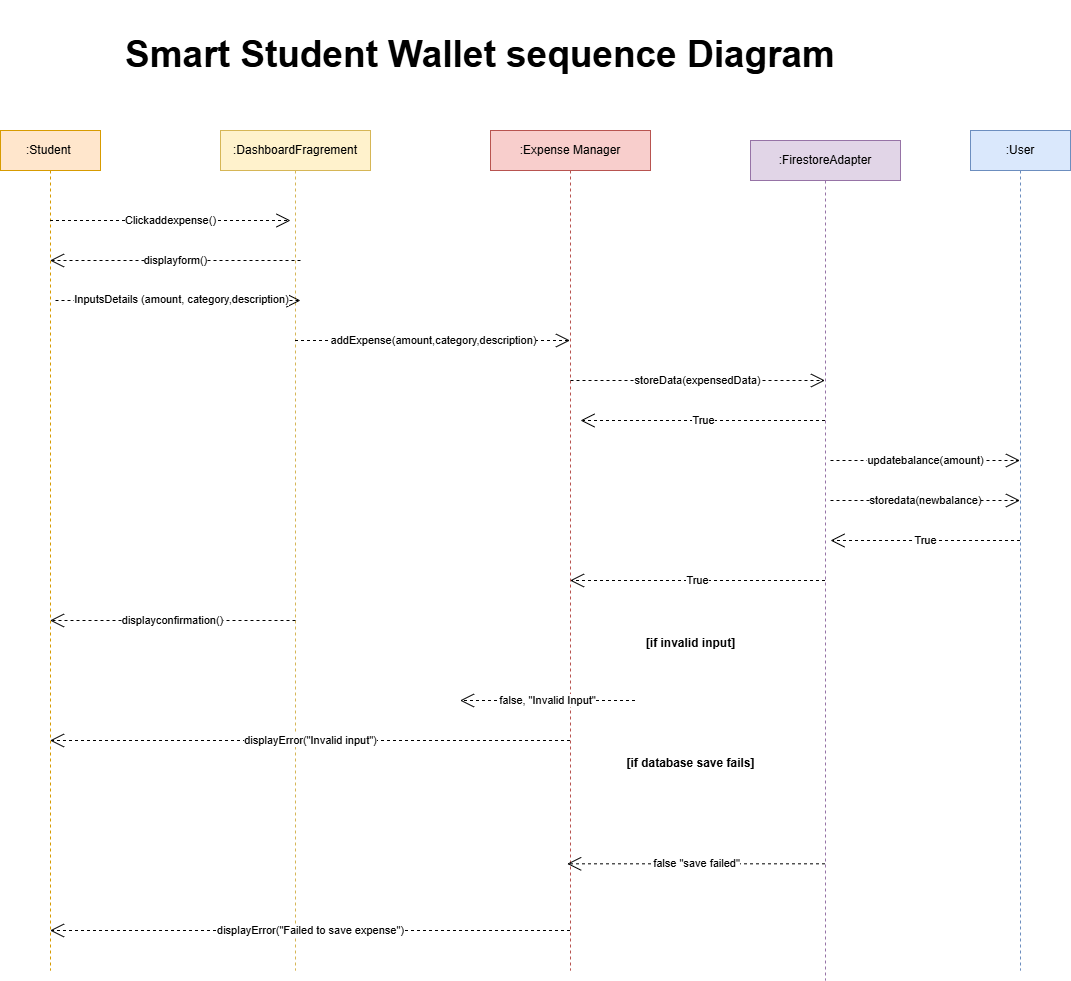 Smart Student Wallet sequence Diagram
:Student
:DashboardFragrement
:Expense Manager
:FirestoreAdapter
:User
Clickaddexpense()
displayform()
InputsDetails (amount, category,description)
addExpense(amount,category,description)
storeData(expensedData)
True
updatebalance(amount)
storedata(newbalance)
True
True
displayconfirmation()
[if invalid input]
false, "Invalid Input"
displayError("Invalid input")
[if database save fails]
false "save failed"
displayError("Failed to save expense")